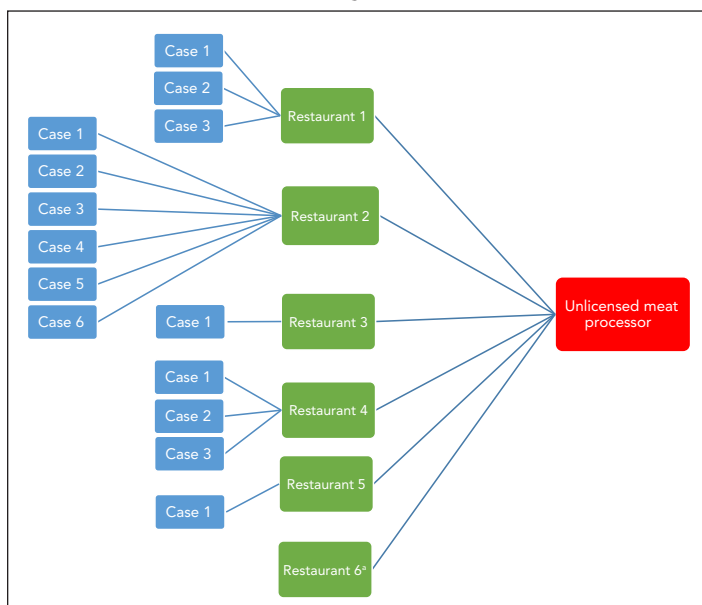 Case 1
Case 2
Case 3
Restaurant 1
Case 1
Case 2
Case 3
Case 4
Case 5
Case 6
Restaurant 2
Case 1
Restaurant 3
Case 1
Case 2
Case 3
Restaurant 4
Case 1
Restaurant 5
Restaurant 6ª
Unlicensed meat
processor